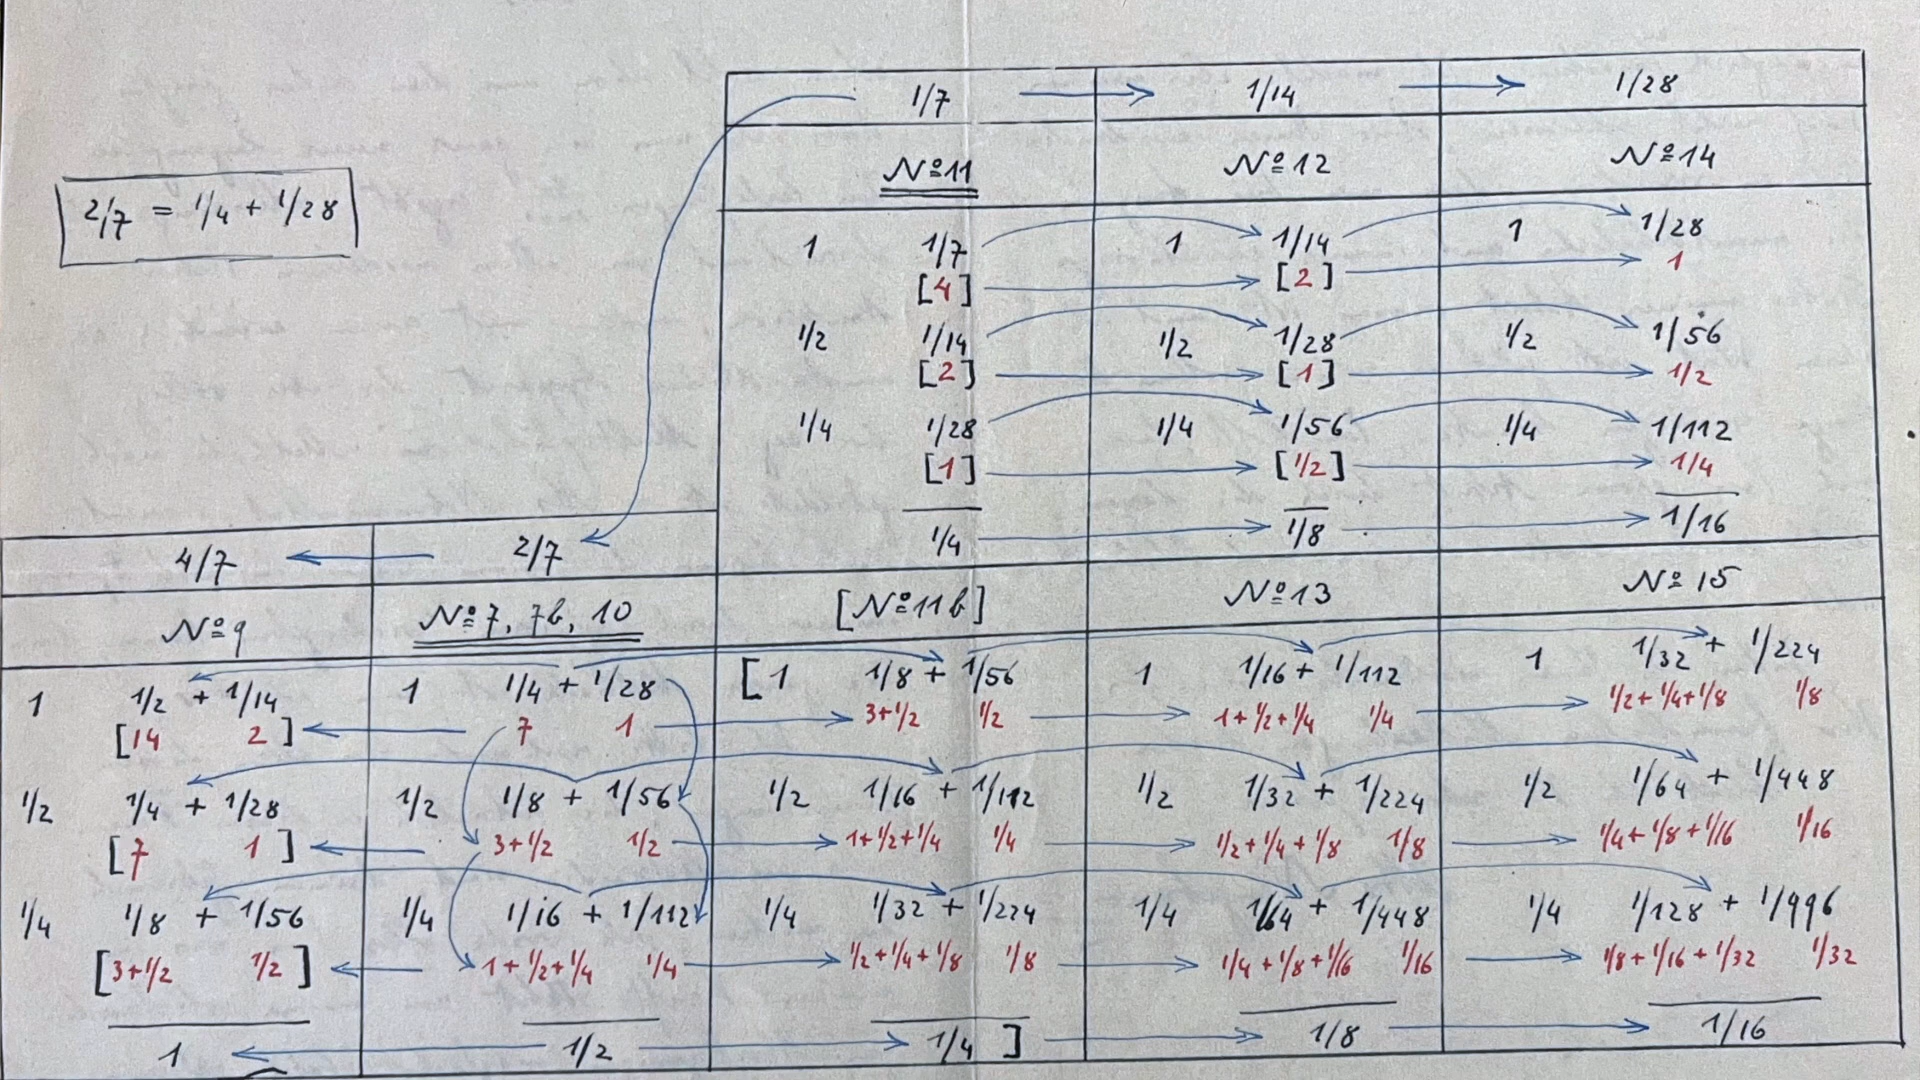 1/7 1/14 1/28
№11 №12 №14
2/7 = 1/4 + 1/28
1 1/7 1 1/14 1 1/28
[4] [2] 1
1/2 1/14 1/2 1/28 1/2 1/56
[2] [1] 1/2
1/4 1/28 1/4 1/56 1/4 1/112
[1] [1/2] 1/4
1/4 1/8 1/16
4/7 2/7
№9 №7, 7b, 10 [№11b] №13 №15
1 1/2 + 1/14 1 1/4 + 1/28 [1 1/8 + 1/56 1 1/16 + 1/112 1 1/32 + 1/224
[14 2] 7 1 3+1/2 1/2 1+1/2+1/4 1/4 1/2+1/4+1/8 1/8
1/2 1/4 + 1/28 1/2 1/8 + 1/56 1/2 1/16 + 1/112 1/2 1/32 + 1/224 1/2 1/64 + 1/448
[7 1] 3+1/2 1/2 1+1/2+1/4 1/4 1/2+1/4+1/8 1/8 1/4+1/8+1/16 1/16
1/4 1/8 + 1/56 1/4 1/16 + 1/112 1/4 1/32 + 1/224 1/4 1/64 + 1/448 1/4 1/128 + 1/996
[3+1/2 1/2] 1+1/2+1/4 1/4 1/2+1/4+1/8 1/8 1/4+1/8+1/16 1/16 1/8+1/16+1/32 1/32
1 1/2 1/4 ] 1/8 1/16